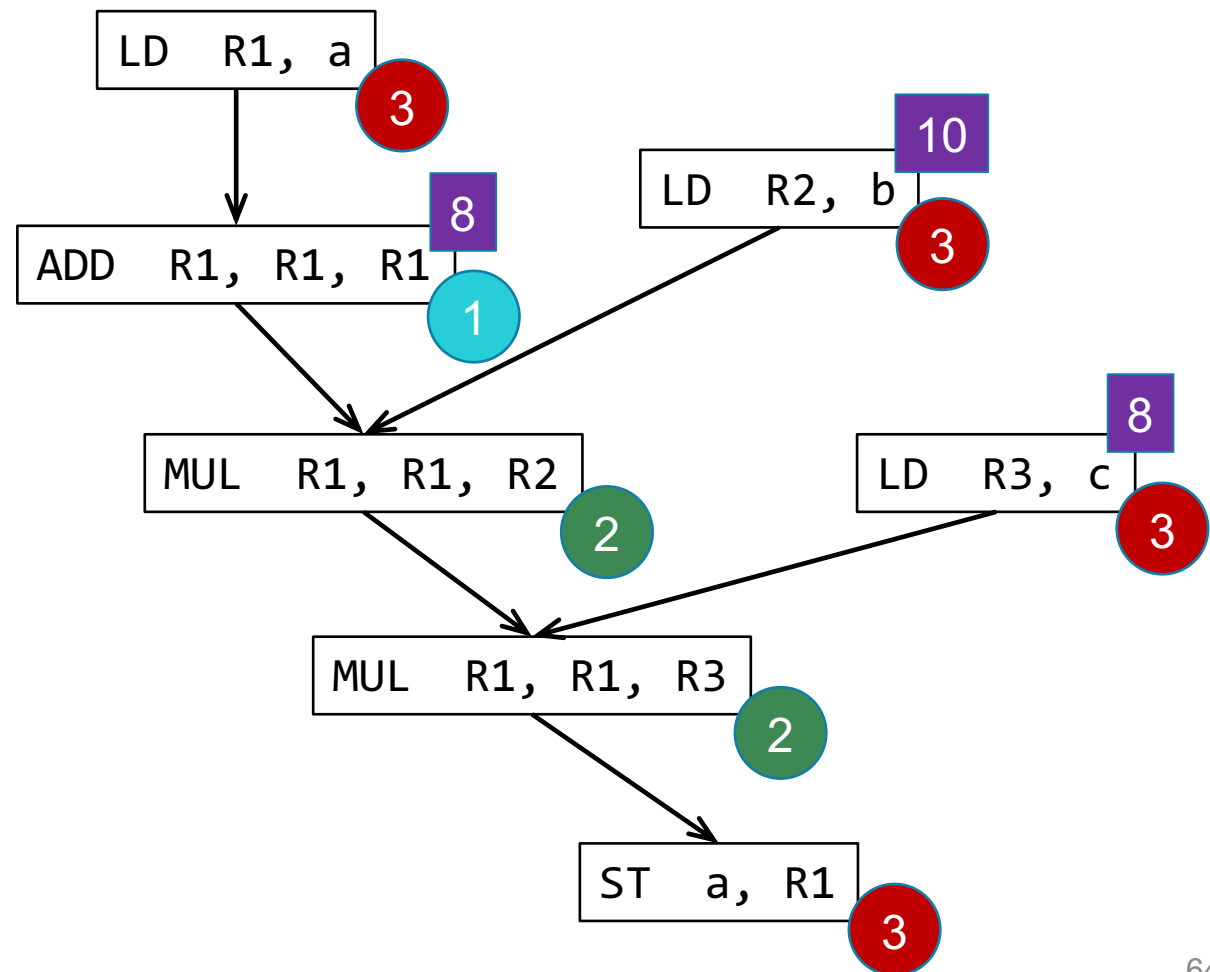 LD R1, a
3
10
LD R2, b
3
8
ADD R1, R1, R1
1
8
MUL R1, R1, R2
2
LD R3, c
3
MUL R1, R1, R3
2
ST a, R1
3